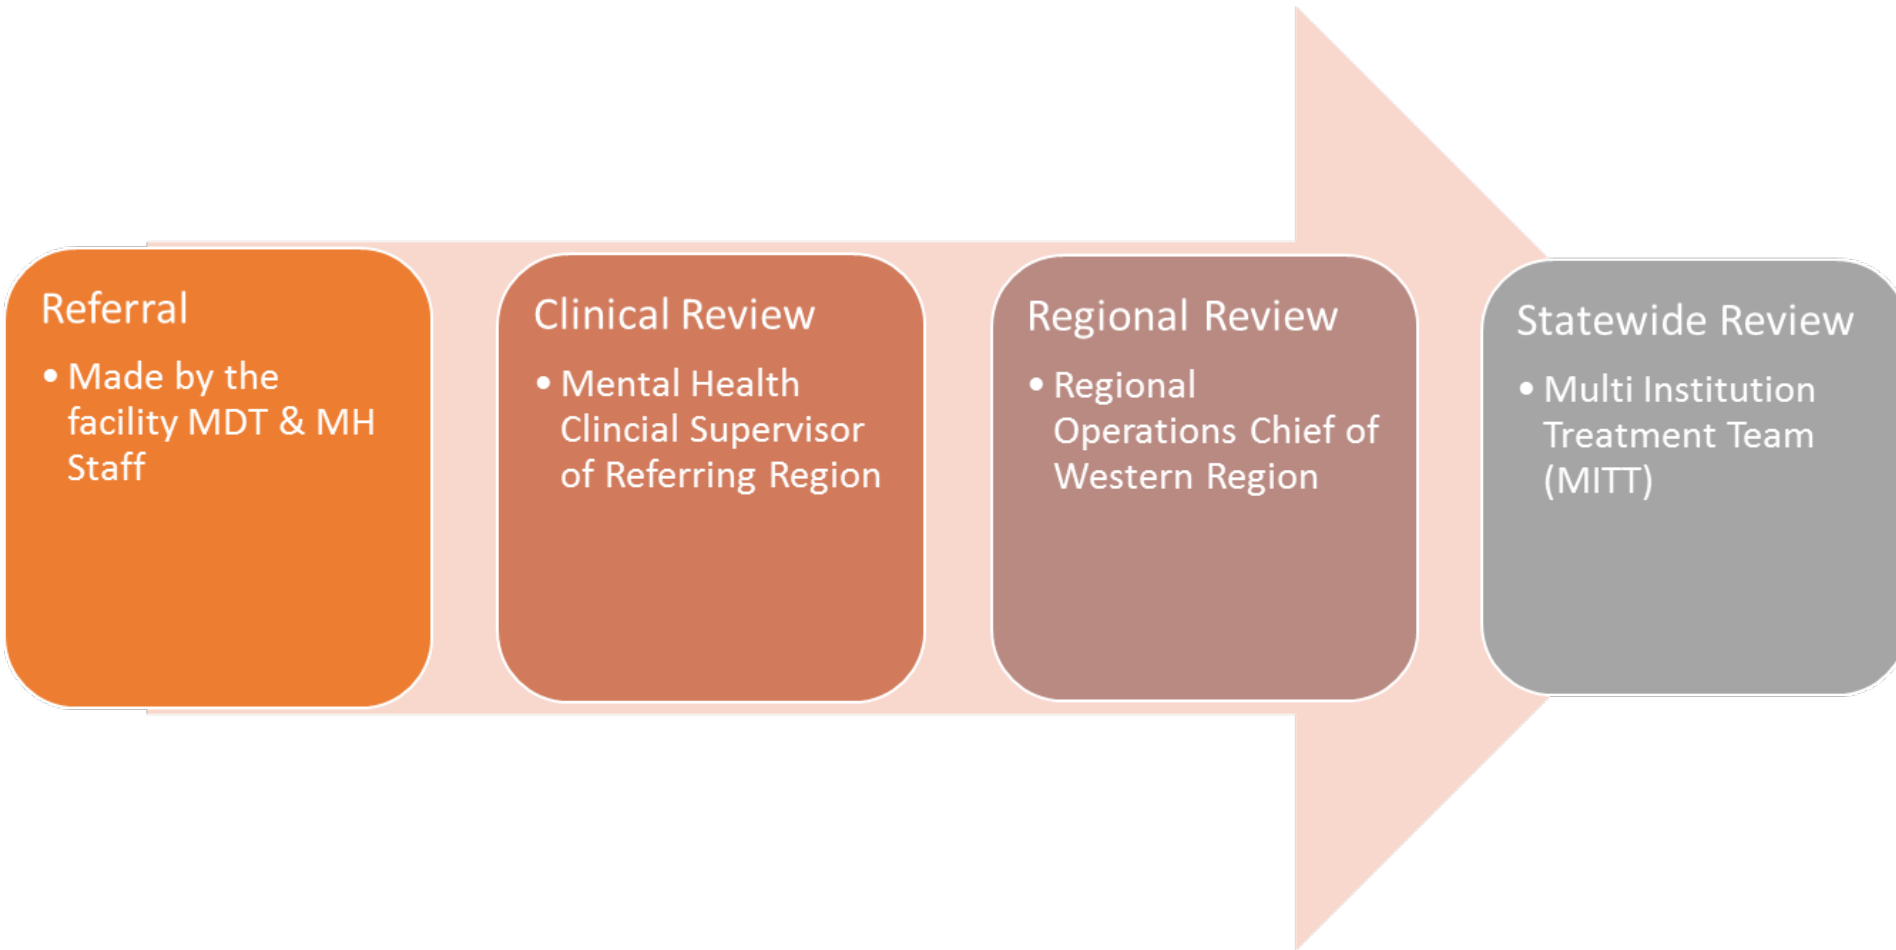 Referral
• Made by the
facility MDT & MH
Staff
Clinical Review
• Mental Health
Clincial Supervisor
of Referring Region
Regional Review
• Regional
Operations Chief of
Western Region
Statewide Review
• Multi Institution
Treatment Team
(MITT)